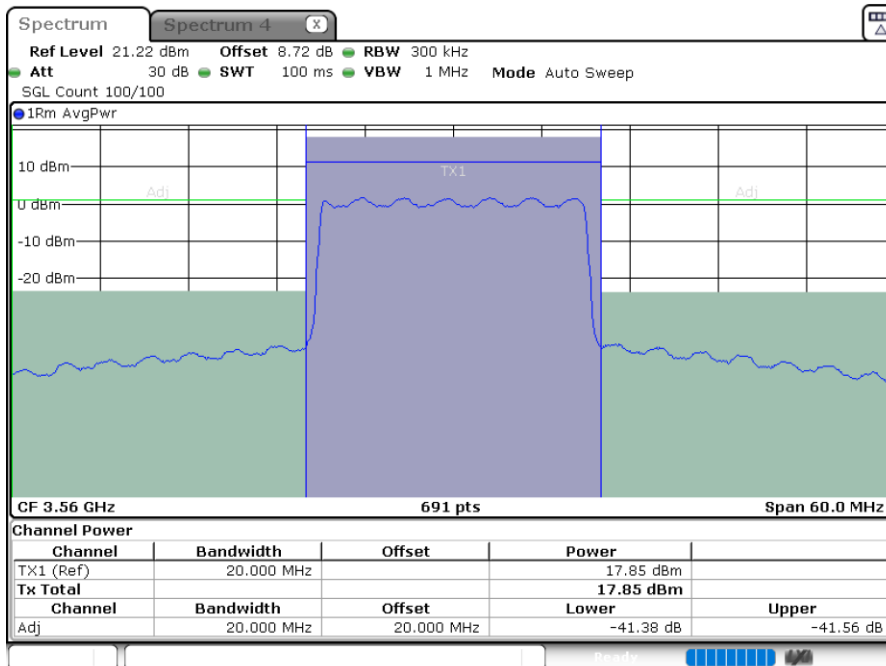 Spectrum Spectrum 4 X
Ref Level 21.22 dBm Offset 8.72 dB RBW 300 kHz
Att 30 dB SWT 100 ms VBW 1 MHz Mode Auto Sweep
SGL Count 100/100
1Rm AvgPwr
10 dBm
TX1
Adj Adj
0 dBm
-10 dBm
-20 dBm
CF 3.56 GHz 691 pts Span 60.0 MHz
Channel Power
Channel Bandwidth Offset Power
TX1 (Ref) 20.000 MHz 17.85 dBm
Tx Total 17.85 dBm
Channel Bandwidth Offset Lower Upper
Adj 20.000 MHz 20.000 MHz -41.38 dB -41.56 dB
Ready